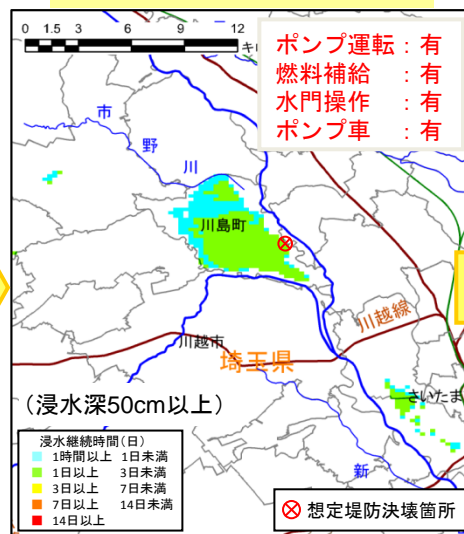 0 1.5 3 6 9 12
ポンプ運転：有
燃料補給　：有
水門操作　：有
ポンプ車　：有
市
野
川
川島町
川越線
川越市
埼玉県
さいたま
(浸水深50cm以上)
新
浸水継続時間(日)
1時間以上 1日未満
1日以上 3日未満
3日以上 7日未満
7日以上 14日未満
14日以上
想定堤防決壊箇所